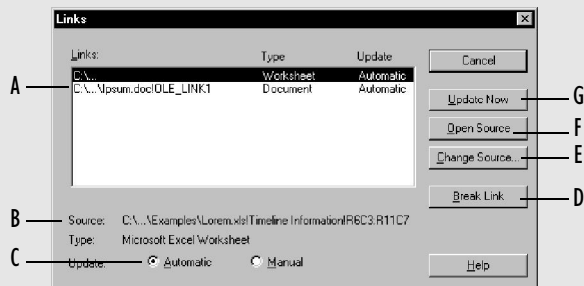 Links
Links: Type Update
Cancel
C:\... Worksheet Automatic
A
C:\...\Ipsum.doc!OLE_LINK1 Document Automatic
Update Now
G
Open Source
F
Change Source...
E
Break Link
D
B
Source: C:\...\Examples\Lorem.xls!Timeline Information!R6C3:R11C7
Type: Microsoft Excel Worksheet
C
Update: Automatic Manual
Help